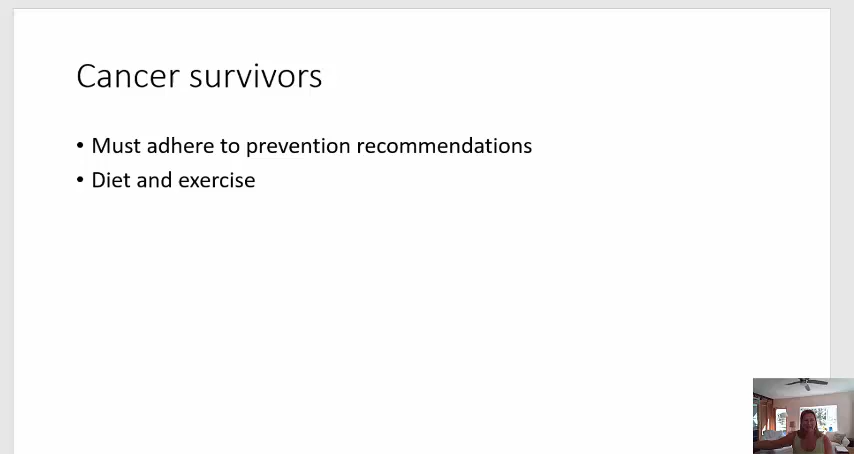 Cancer survivors
• Must adhere to prevention recommendations
• Diet and exercise